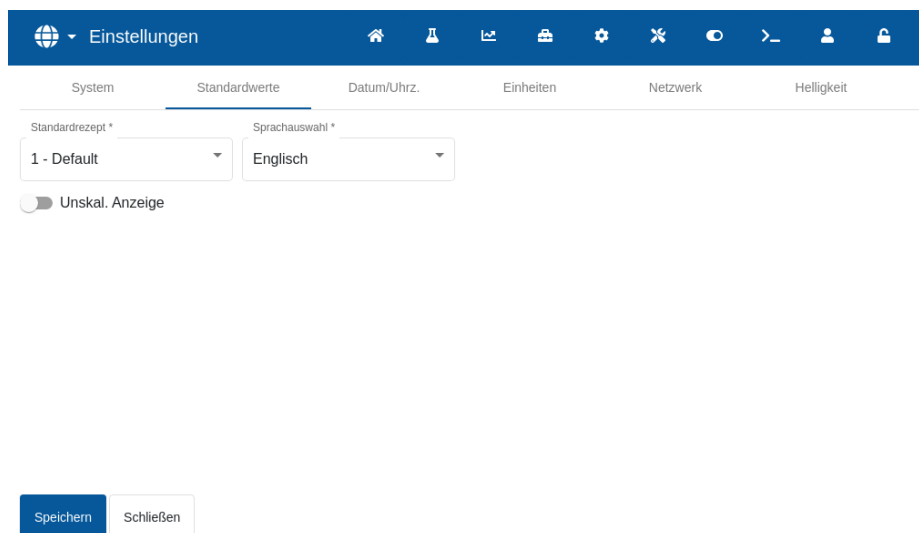 Einstellungen
System Standardwerte Datum/Uhrz. Einheiten Netzwerk Helligkeit
Standardrezept * Sprachauswahl *
1 - Default Englisch
Unskal. Anzeige
Speichern Schließen